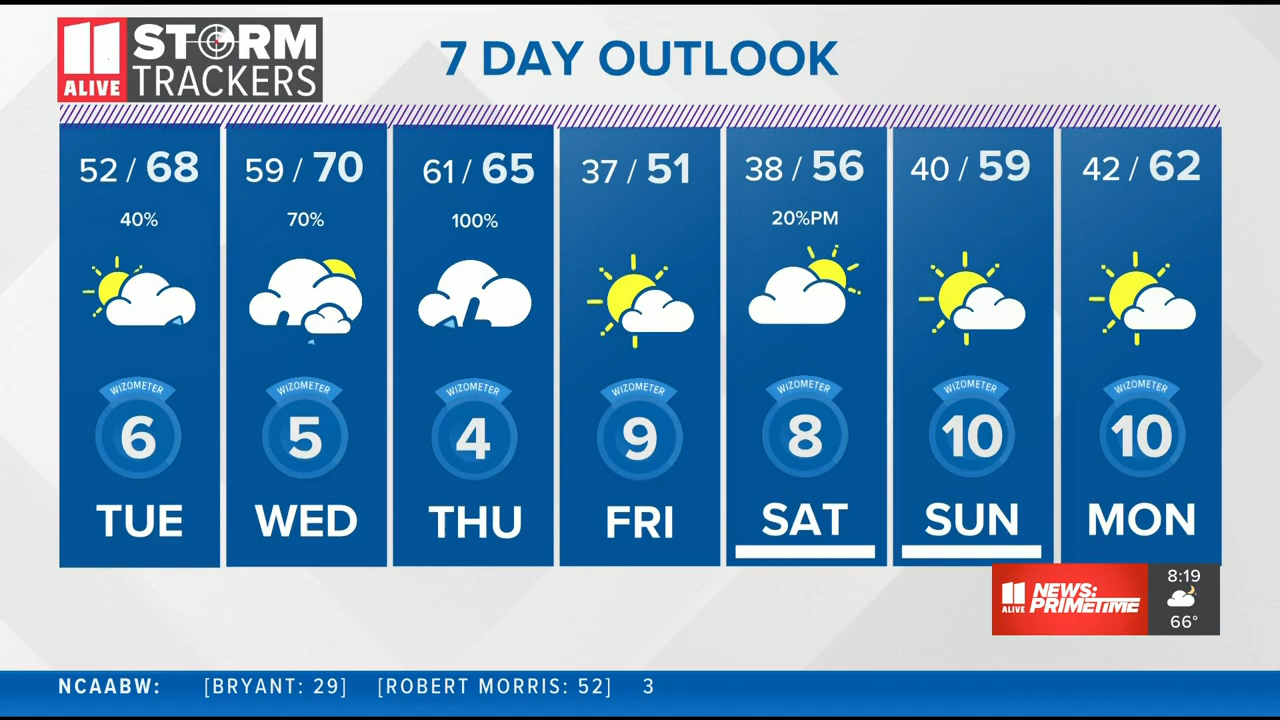 11 ALIVE
STORM
TRACKERS
7 DAY OUTLOOK
52 / 68
59 / 70
61 / 65
37 / 51
38 / 56
40 / 59
42 / 62
40%
70%
100%
20%PM
WIZOMETER
WIZOMETER
WIZOMETER
WIZOMETER
WIZOMETER
WIZOMETER
WIZOMETER
6
5
4
9
8
10
10
TUE
WED
THU
FRI
SAT
SUN
MON
11 ALIVE
NEWS:
PRIMETIME
8:19
66°
NCAABW: [BRYANT: 29] [ROBERT MORRIS: 52] 3